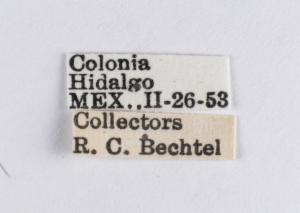 Colonia
Hidalgo
MEX., II-26-53
Collectors
R. C. Bechtel